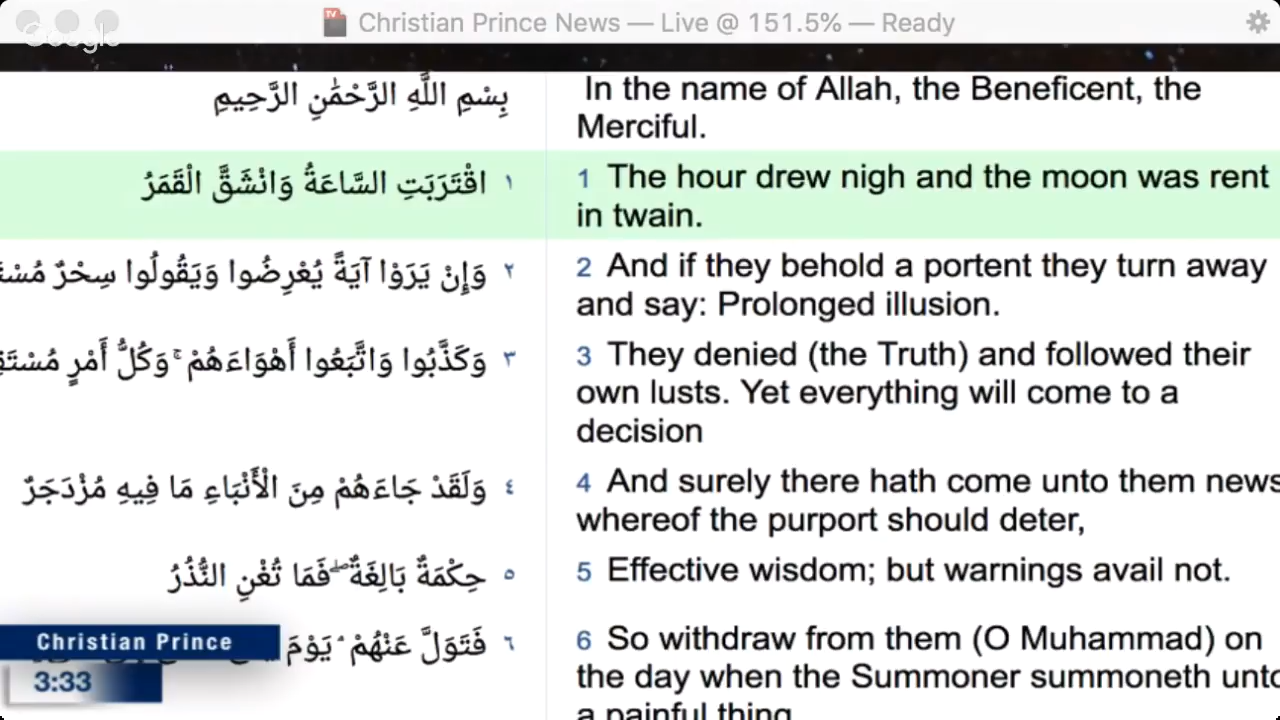 Christian Prince News — Live @ 151.5% — Ready
Google
بِسْمِ اللَّهِ الرَّحْمَٰنِ الرَّحِيمِ
In the name of Allah, the Beneficent, the
Merciful.
١ اقْتَرَبَتِ السَّاعَةُ وَانْشَقَّ الْقَمَرُ
1 The hour drew nigh and the moon was rent
in twain.
٢ وَإِنْ يَرَوْا آيَةً يُعْرِضُوا وَيَقُولُوا سِحْرٌ
2 And if they behold a portent they turn away
and say: Prolonged illusion.
٣ وَكَذَّبُوا وَاتَّبَعُوا أَهْوَاءَهُمْ ۚ وَكُلُّ أَمْرٍ
3 They denied (the Truth) and followed their
own lusts. Yet everything will come to a
decision
٤ وَلَقَدْ جَاءَهُمْ مِنَ الْأَنْبَاءِ مَا فِيهِ مُزْدَجَرٌ
4 And surely there hath come unto them news
whereof the purport should deter,
٥ حِكْمَةٌ بَالِغَةٌ ۖ فَمَا تُغْنِ النُّذُرُ
5 Effective wisdom; but warnings avail not.
٦ فَتَوَلَّ عَنْهُمْ ۘ يَوْمَ
6 So withdraw from them (O Muhammad) on
the day when the Summoner summoneth unto
a painful thing
Christian Prince
3:33